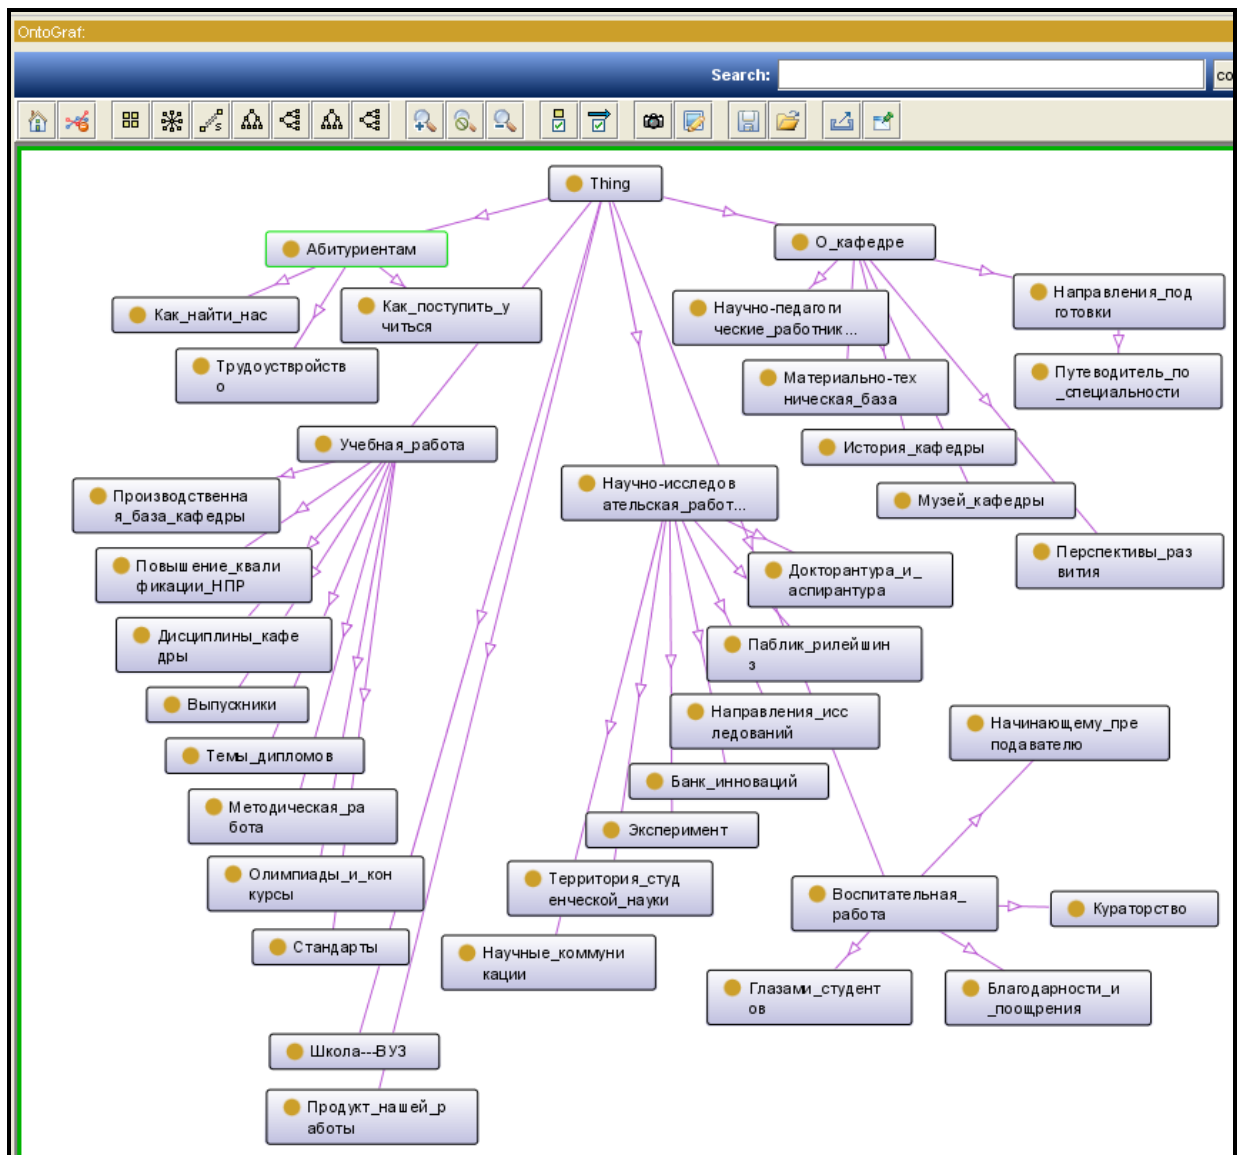 OntoGraf:
Search:
co
Thing
Абитуриентам
О_кафедре
Как_найти_нас
Как_поступить_у
читься
Трудоуствройств
о
Научно-педагоги
ческие_работник...
Направления_под
готовки
Материально-тех
ническая_база
Путеводитель_по
_специальности
Учебная_работа
История_кафедры
Производственна
я_база_кафедры
Научно-исследов
ательская_работ...
Музей_кафедры
Повышение_квали
фикации_НПР
Докторантура_и_
аспирантура
Перспективы_раз
вития
Дисциплины_кафе
дры
Паблик_рилейшин
з
Выпускники
Направления_исс
ледований
Начинающему_пре
подавателю
Темы_дипломов
Банк_инноваций
Методическая_ра
бота
Эксперимент
Олимпиады_и_кон
курсы
Территория_студ
енческой_науки
Воспитательная_
работа
Кураторство
Стандарты
Научные_коммуни
кации
Глазами_студент
ов
Благодарности_и
_поощрения
Школа---ВУЗ
Продукт_нашей_р
аботы